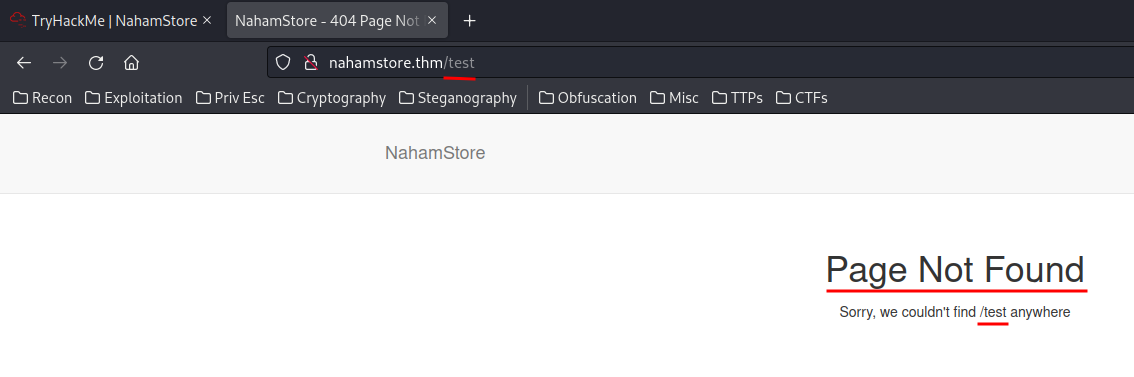 TryHackMe | NahamStore
NahamStore - 404 Page Not
nahamstore.thm/test
Recon Exploitation Priv Esc Cryptography Steganography Obfuscation Misc TTPs CTFs
NahamStore
Page Not Found
Sorry, we couldn't find /test anywhere